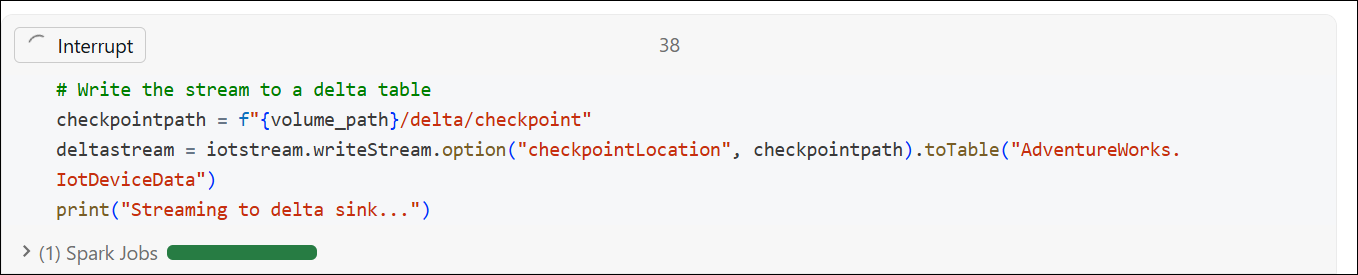 Interrupt
38
# Write the stream to a delta table
checkpointpath = f"{volume_path}/delta/checkpoint"
deltastream = iotstream.writeStream.option("checkpointLocation", checkpointpath).toTable("AdventureWorks.
IotDeviceData")
print("Streaming to delta sink...")
(1) Spark Jobs